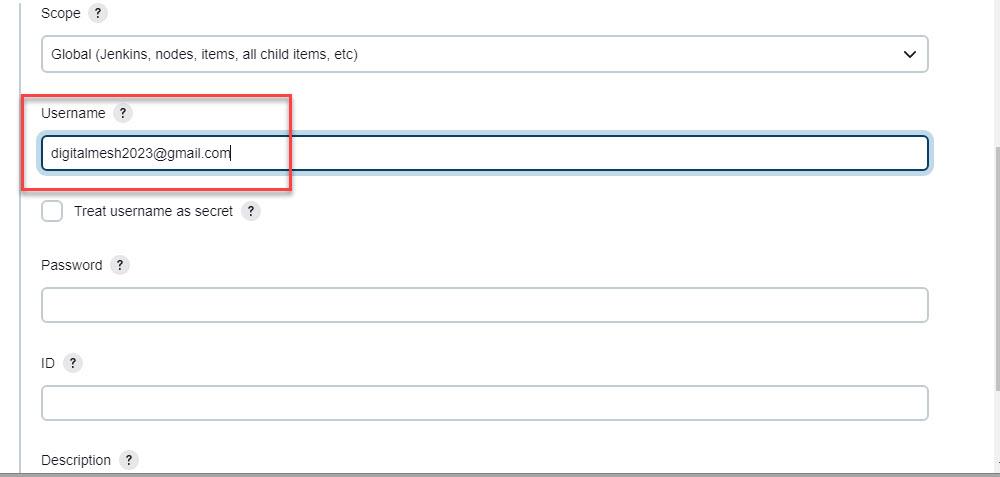 Scope ?
Global (Jenkins, nodes, items, all child items, etc)
Username ?
digitalmesh2023@gmail.com
Treat username as secret ?
Password ?
ID ?
Description ?